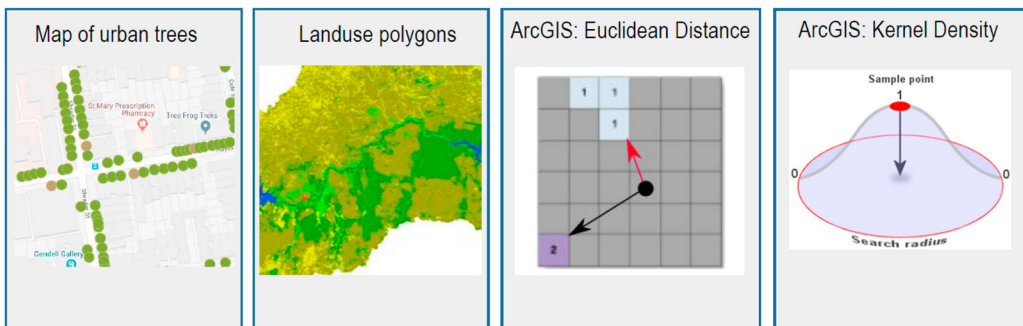 Map of urban trees
St Mary Prescription
Pharmacy
Tree Frog Treks
Gendell Gallery
Landuse polygons
ArcGIS: Euclidean Distance
1 1
1
2
ArcGIS: Kernel Density
Sample point
1
0 0
Search radius